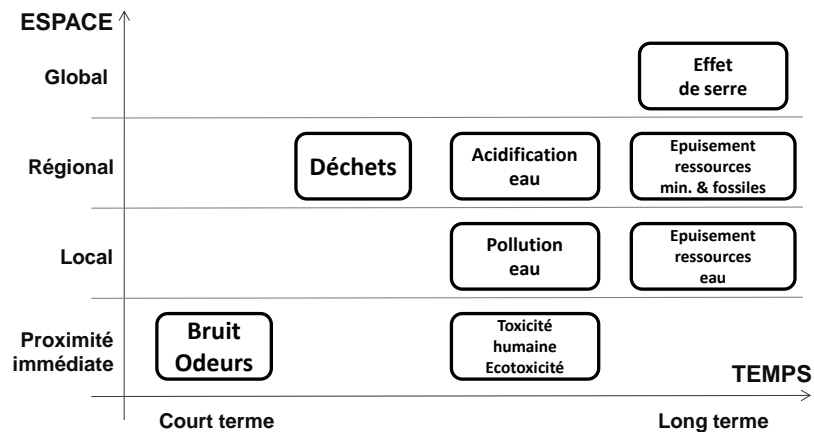 ESPACE
Global
Effet
de serre
Régional
Déchets
Acidification
eau
Epuisement
ressources
min. & fossiles
Local
Pollution
eau
Epuisement
ressources
eau
Proximité
immédiate
Bruit
Odeurs
Toxicité
humaine
Ecotoxicité
TEMPS
Court terme
Long terme